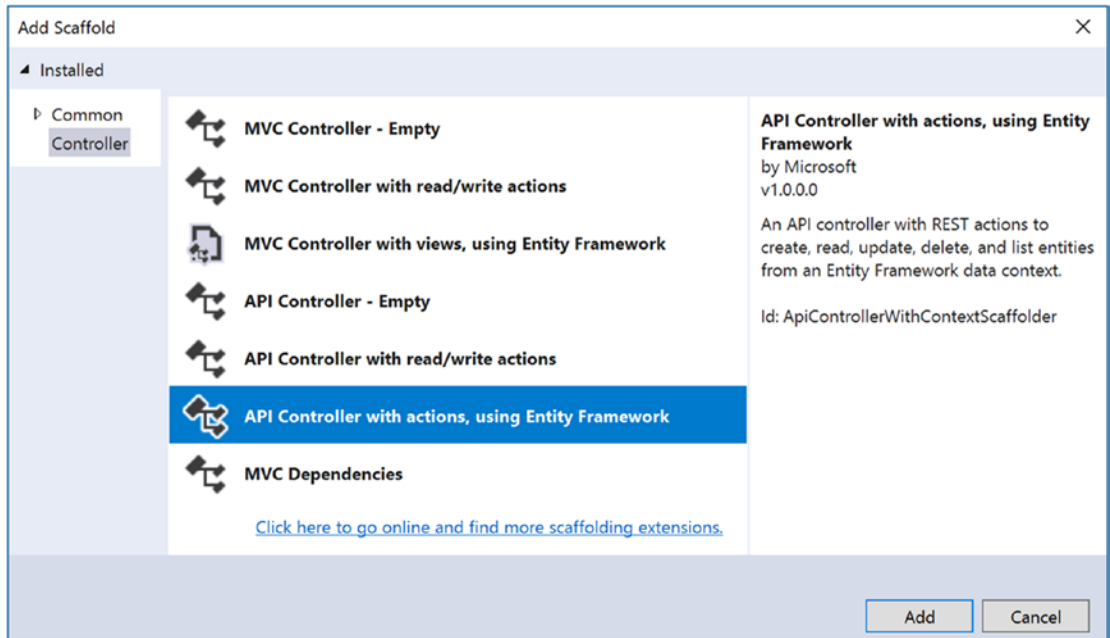 Add Scaffold
Installed
Common
Controller
MVC Controller - Empty
MVC Controller with read/write actions
MVC Controller with views, using Entity Framework
API Controller - Empty
API Controller with read/write actions
API Controller with actions, using Entity Framework
MVC Dependencies
Click here to go online and find more scaffolding extensions.
API Controller with actions, using Entity
Framework
by Microsoft
v1.0.0.0
An API controller with REST actions to
create, read, update, delete, and list entities
from an Entity Framework data context.
Id: ApiControllerWithContextScaffolder
Add
Cancel